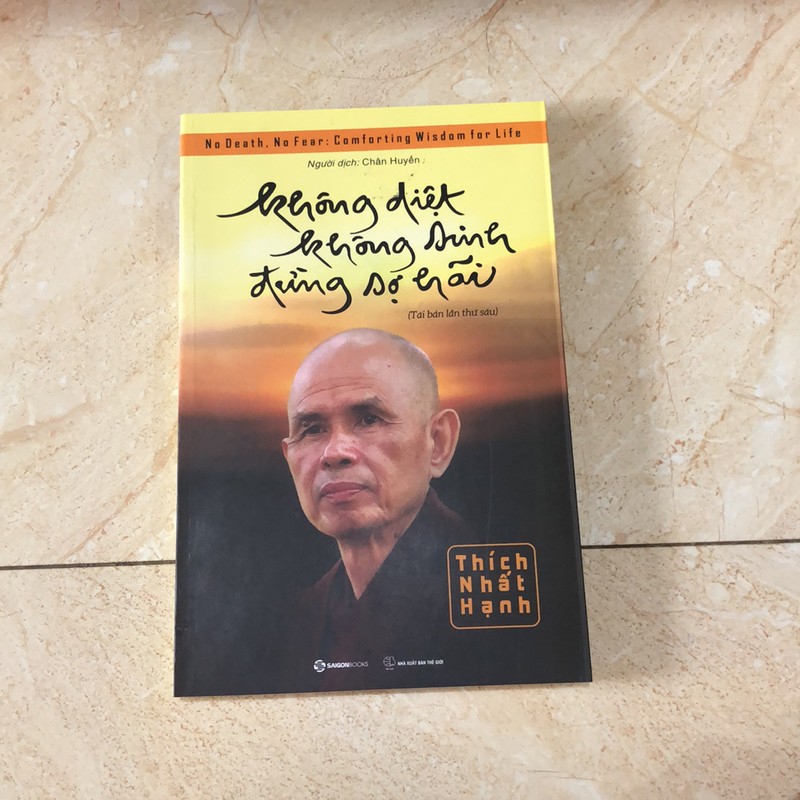 No Death, No Fear: Comforting Wisdom for Life
Người dịch: Chân Huyền
không diệt
không sinh
đừng sợ hãi
(Tái bản lần thứ sáu)
Thích
Nhất
Hạnh
SAIGONBOOKS
NHÀ XUẤT BẢN THẾ GIỚI